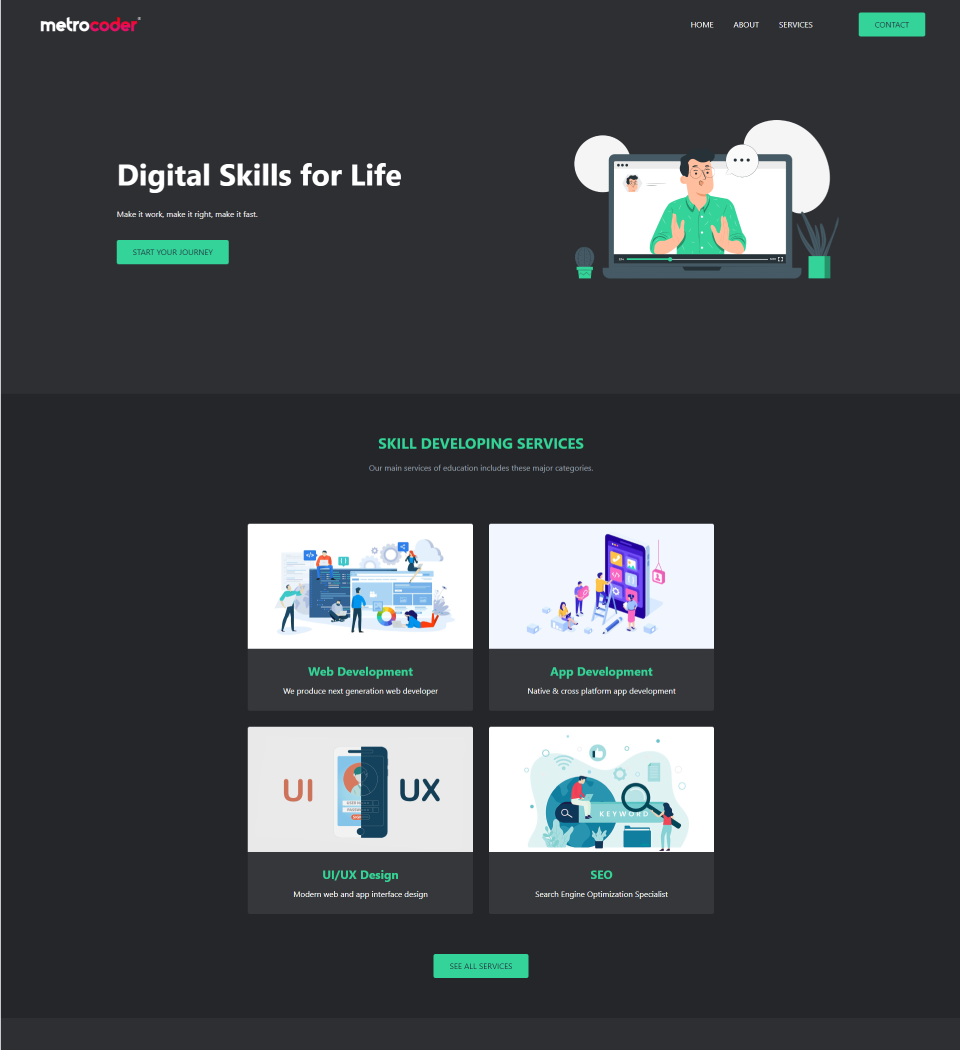 metrocoder
HOME ABOUT SERVICES CONTACT
Digital Skills for Life
Make it work, make it right, make it fast.
START YOUR JOURNEY
SKILL DEVELOPING SERVICES
Our main services of education includes these major categories.
Web Development
We produce next generation web developer
App Development
Native & cross platform app development
UI UX
UI/UX Design
Modern web and app interface design
KEYWORD
SEO
Search Engine Optimization Specialist
SEE ALL SERVICES